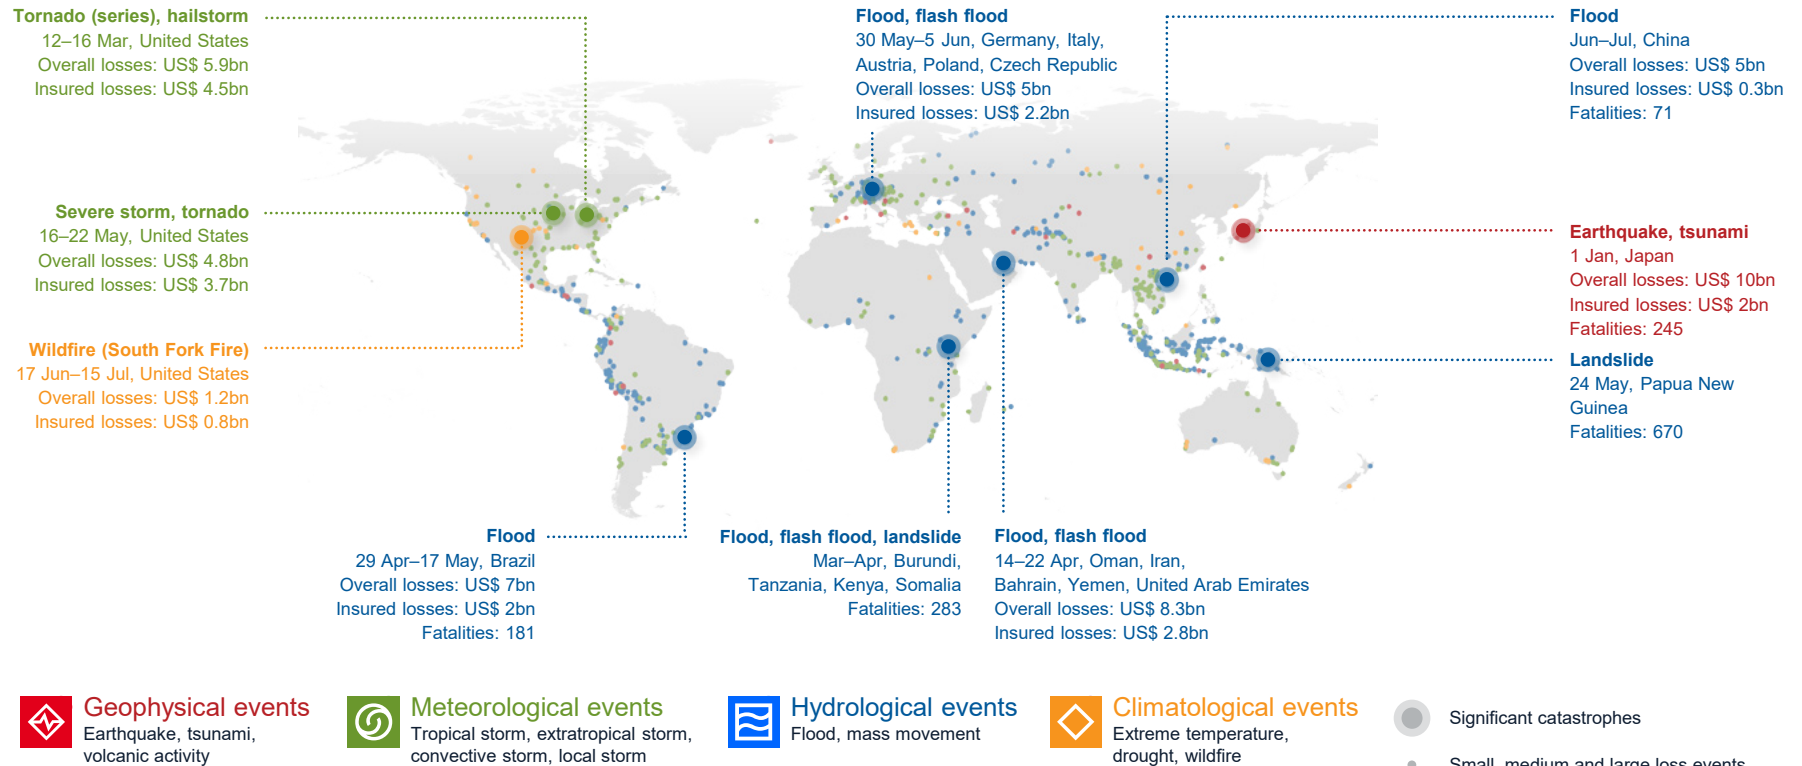 Tornado (series), hailstorm
12–16 Mar, United States
Overall losses: US$ 5.9bn
Insured losses: US$ 4.5bn
Flood, flash flood
30 May–5 Jun, Germany, Italy,
Austria, Poland, Czech Republic
Overall losses: US$ 5bn
Insured losses: US$ 2.2bn
Flood
Jun–Jul, China
Overall losses: US$ 5bn
Insured losses: US$ 0.3bn
Fatalities: 71
Severe storm, tornado
16–22 May, United States
Overall losses: US$ 4.8bn
Insured losses: US$ 3.7bn
Earthquake, tsunami
1 Jan, Japan
Overall losses: US$ 10bn
Insured losses: US$ 2bn
Fatalities: 245
Wildfire (South Fork Fire)
17 Jun–15 Jul, United States
Overall losses: US$ 1.2bn
Insured losses: US$ 0.8bn
Landslide
24 May, Papua New
Guinea
Fatalities: 670
Flood
29 Apr–17 May, Brazil
Overall losses: US$ 7bn
Insured losses: US$ 2bn
Fatalities: 181
Flood, flash flood, landslide
Mar–Apr, Burundi,
Tanzania, Kenya, Somalia
Fatalities: 283
Flood, flash flood
14–22 Apr, Oman, Iran,
Bahrain, Yemen, United Arab Emirates
Overall losses: US$ 8.3bn
Insured losses: US$ 2.8bn
Geophysical events
Earthquake, tsunami,
volcanic activity
Meteorological events
Tropical storm, extratropical storm,
convective storm, local storm
Hydrological events
Flood, mass movement
Climatological events
Extreme temperature,
drought, wildfire
Significant catastrophes
Small, medium and large loss events